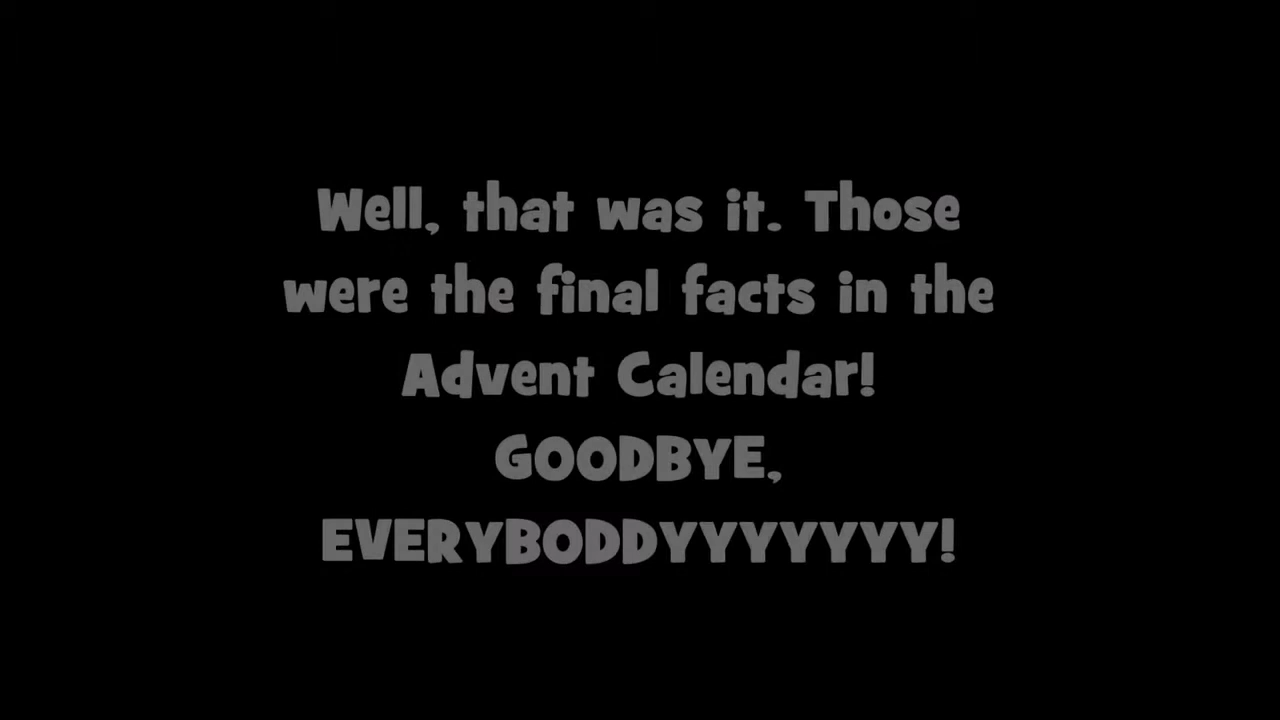 Well, that was it. Those
were the final facts in the
Advent Calendar!
GOODBYE,
EVERYBODDYYYYYYY!